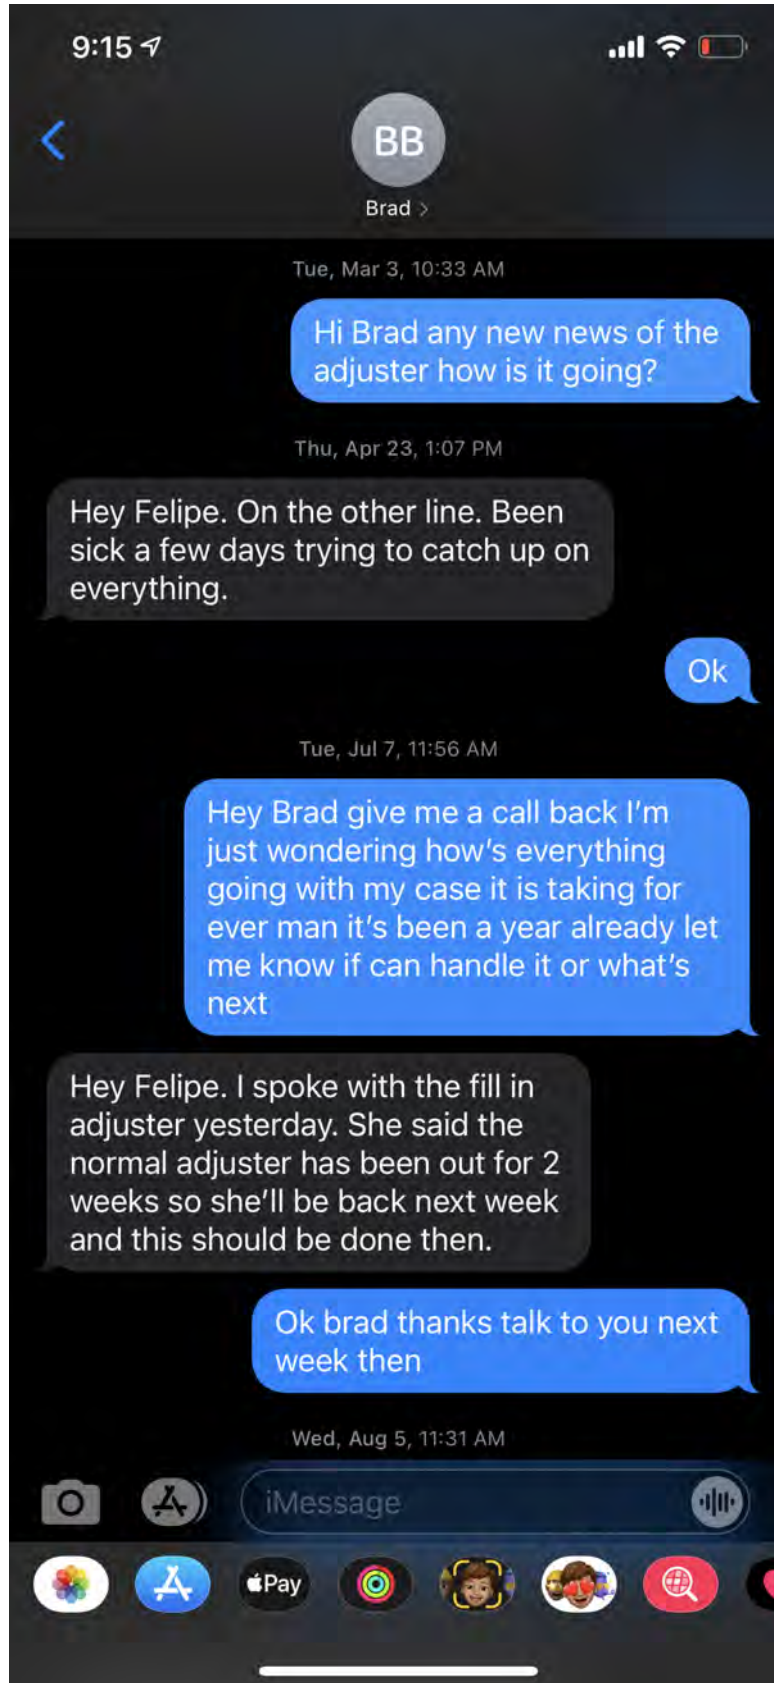 9:15
BB
Brad >
Tue, Mar 3, 10:33 AM
Hi Brad any new news of the
adjuster how is it going?
Thu, Apr 23, 1:07 PM
Hey Felipe. On the other line. Been
sick a few days trying to catch up on
everything.
Ok
Tue, Jul 7, 11:56 AM
Hey Brad give me a call back I'm
just wondering how's everything
going with my case it is taking for
ever man it's been a year already let
me know if can handle it or what's
next
Hey Felipe. I spoke with the fill in
adjuster yesterday. She said the
normal adjuster has been out for 2
weeks so she'll be back next week
and this should be done then.
Ok brad thanks talk to you next
week then
Wed, Aug 5, 11:31 AM
iMessage
Pay